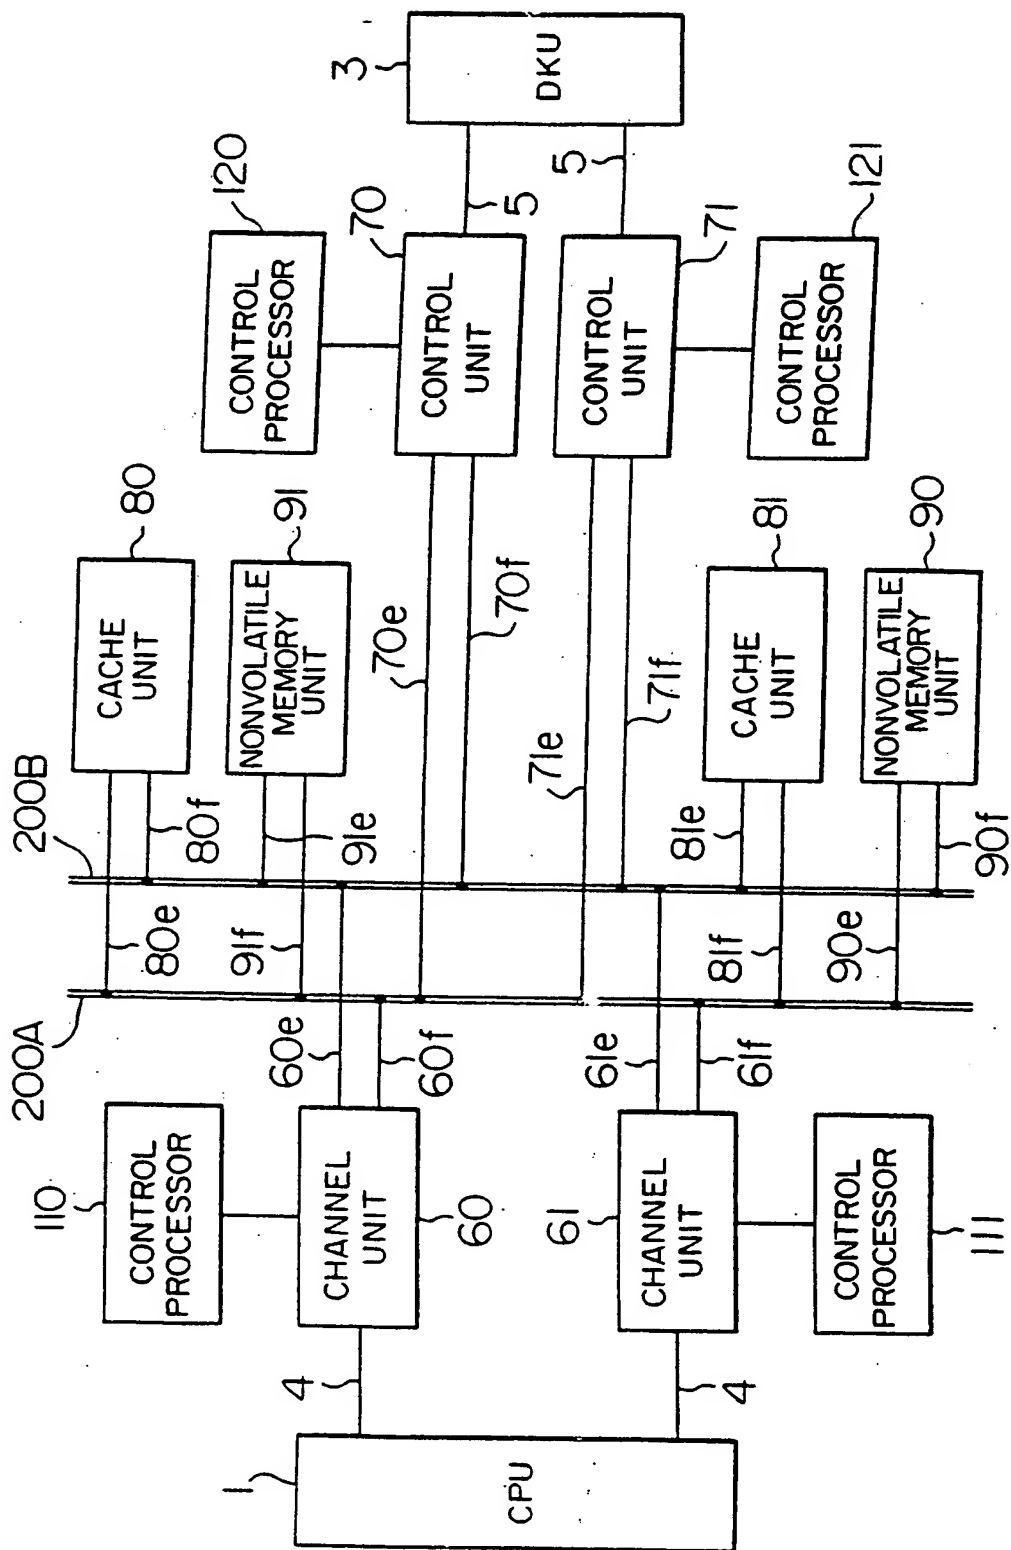 3
DKU
120
CONTROL
PROCESSOR
70
CONTROL
UNIT
5
5
CONTROL
UNIT
71
CONTROL
PROCESSOR
121
80
CACHE
UNIT
91
NONVOLATILE
MEMORY
UNIT
70e
70f
71e
71f
81
CACHE
UNIT
90
NONVOLATILE
MEMORY
UNIT
200B
80f
91e
81e
90f
200A
80e
91f
60e
60f
61e
61f
81f
90e
110
CONTROL
PROCESSOR
CHANNEL
UNIT
60
61
CHANNEL
UNIT
CONTROL
PROCESSOR
111
4
4
1
CPU